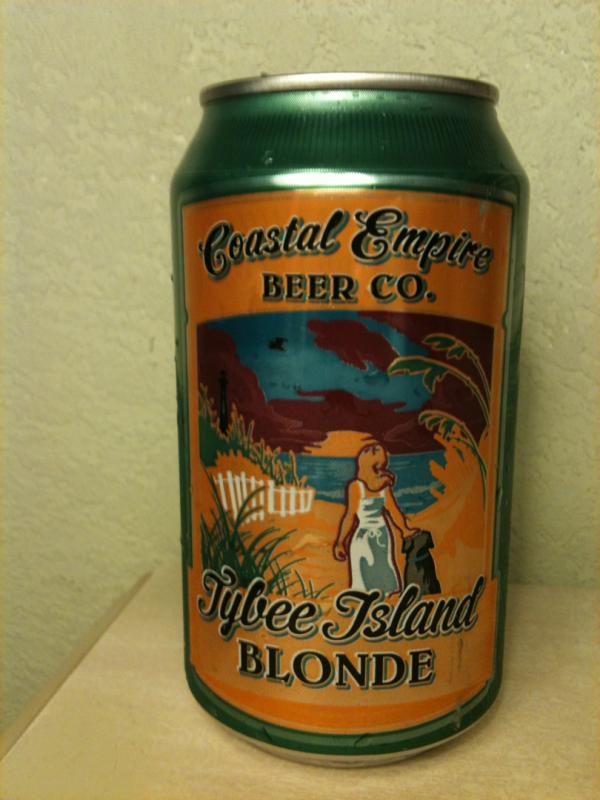 Coastal Empire
BEER CO.
Tybee Island
BLONDE